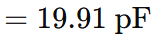 = 19.91 pF